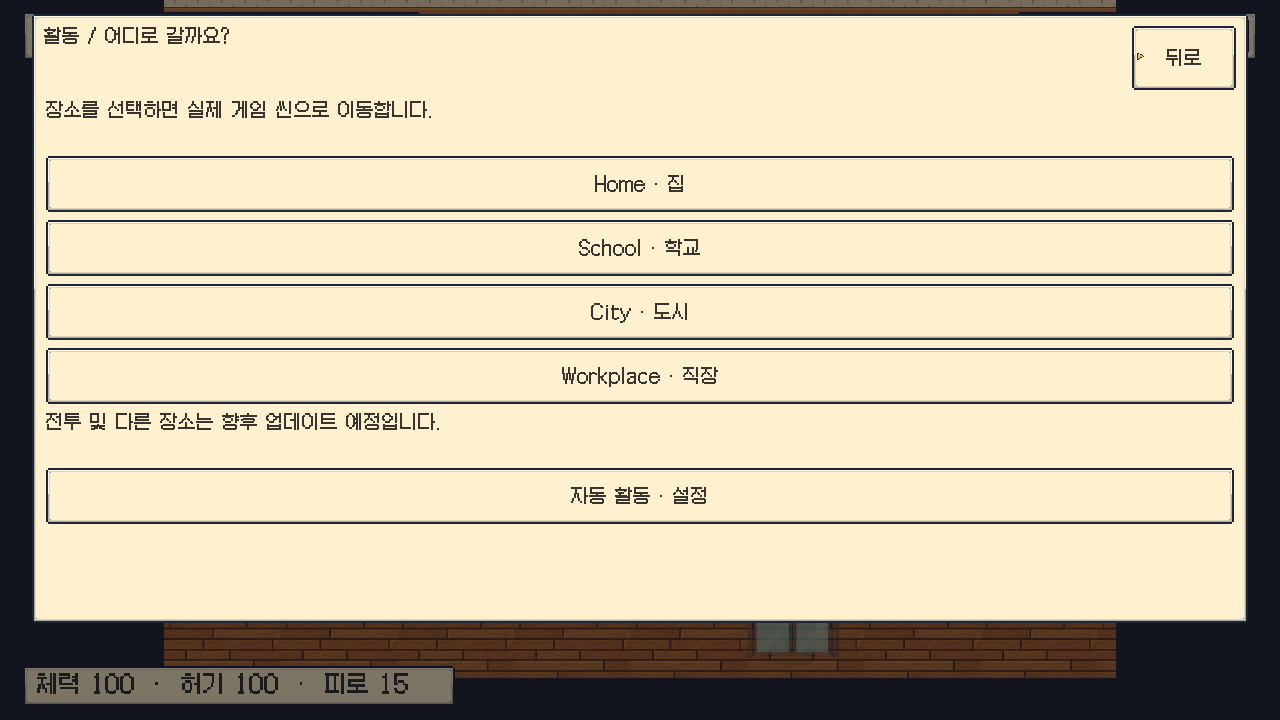 활동 / 어디로 갈까요?
뒤로
장소를 선택하면 실제 게임 씬으로 이동합니다.
Home · 집
School · 학교
City · 도시
Workplace · 직장
전투 및 다른 장소는 향후 업데이트 예정입니다.
자동 활동 · 설정
체력 100 · 허기 100 · 피로 15